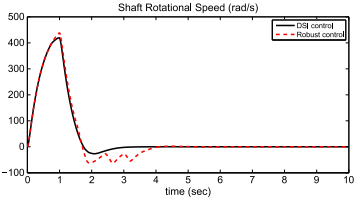 Shaft Rotational Speed (rad/s)
500
400
300
200
100
0
−100
0 1 2 3 4 5 6 7 8 9 10
time (sec)
DSI control
Robust control